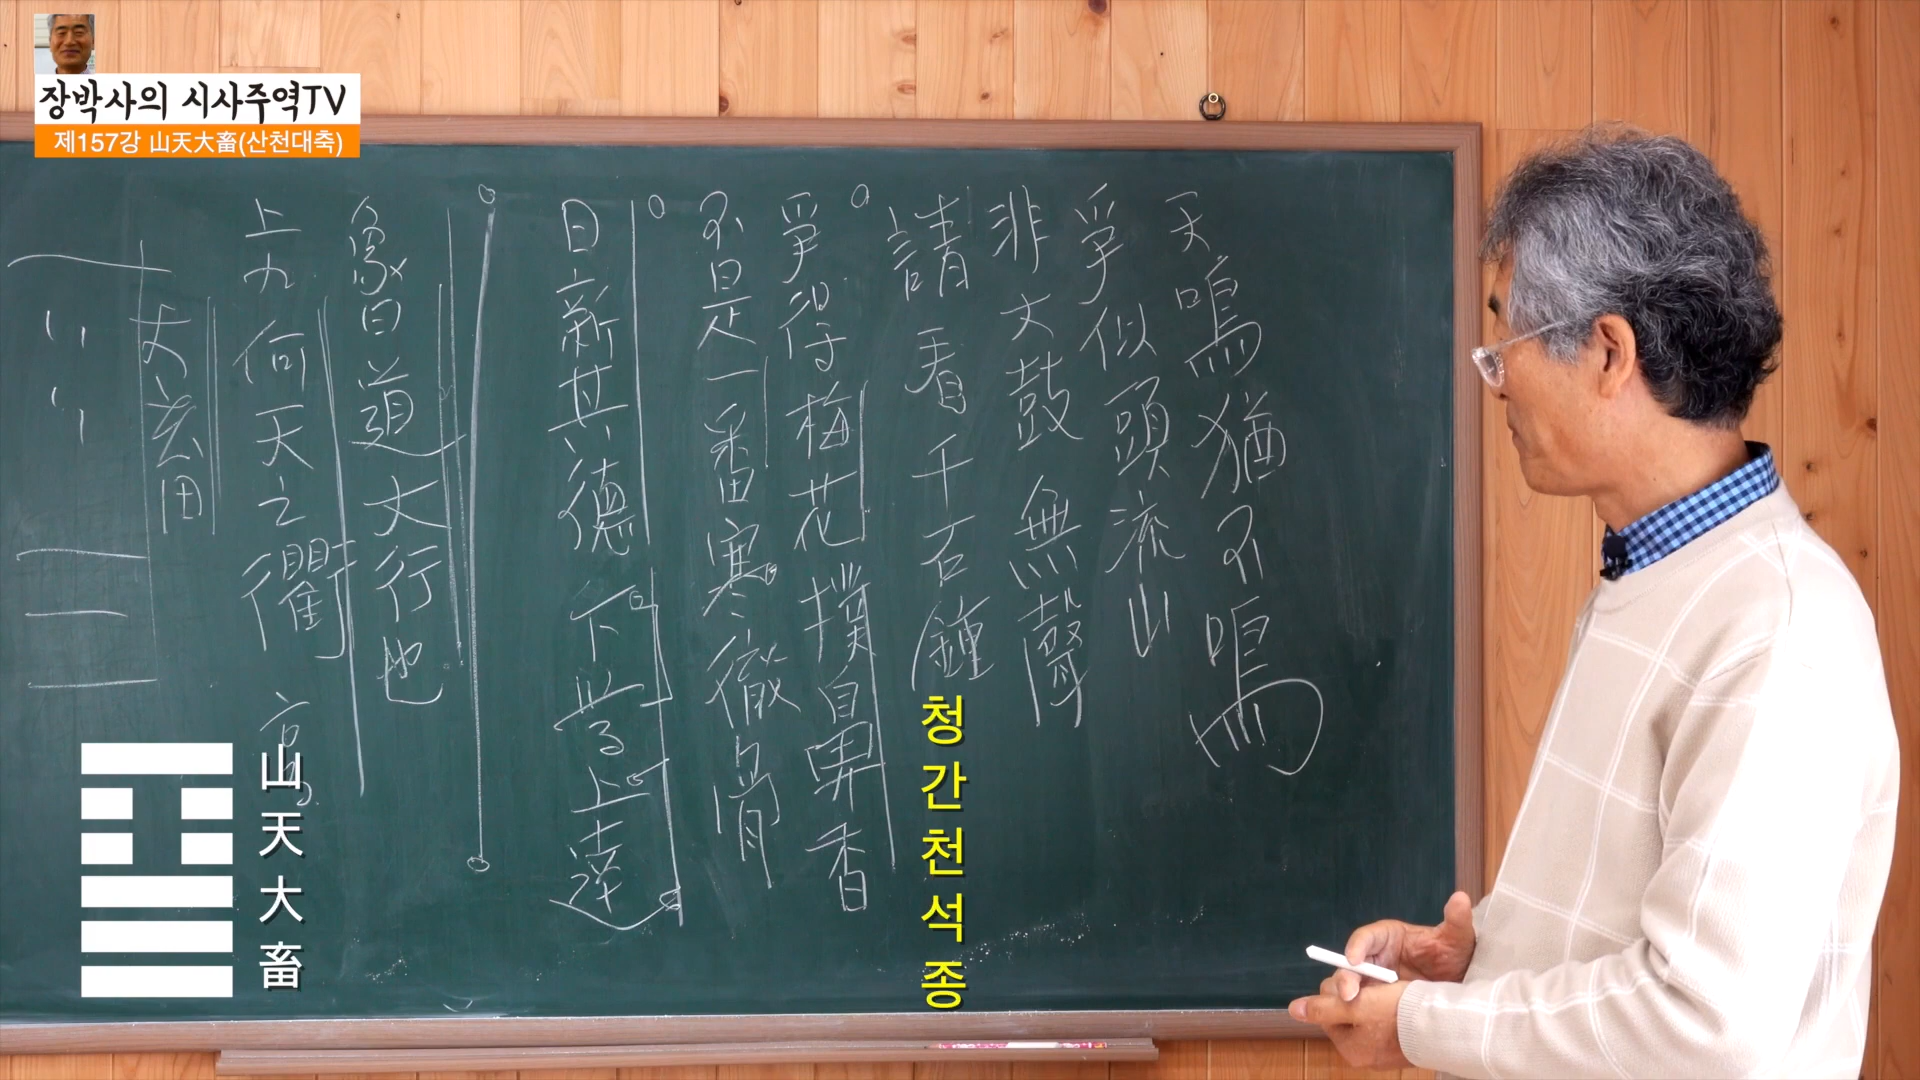 장박사의 시사주역TV
제157강 山天大畜(산천대축)
天鳴猶不鳴
爭似頭流山
非大鼓無聲
請看千石鍾
청간천석종
爭得梅花撲鼻香
不是一番寒徹骨
日新其德 下学上達
象曰道大行也
上九何天之衢 亨
大畜
山天大畜